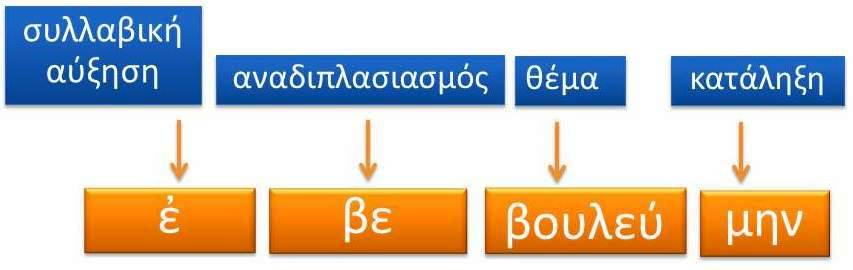 συλλαβική
αύξηση
αναδιπλασιασμός
θέμα
κατάληξη
ἐ
βε
βουλεύ
μην